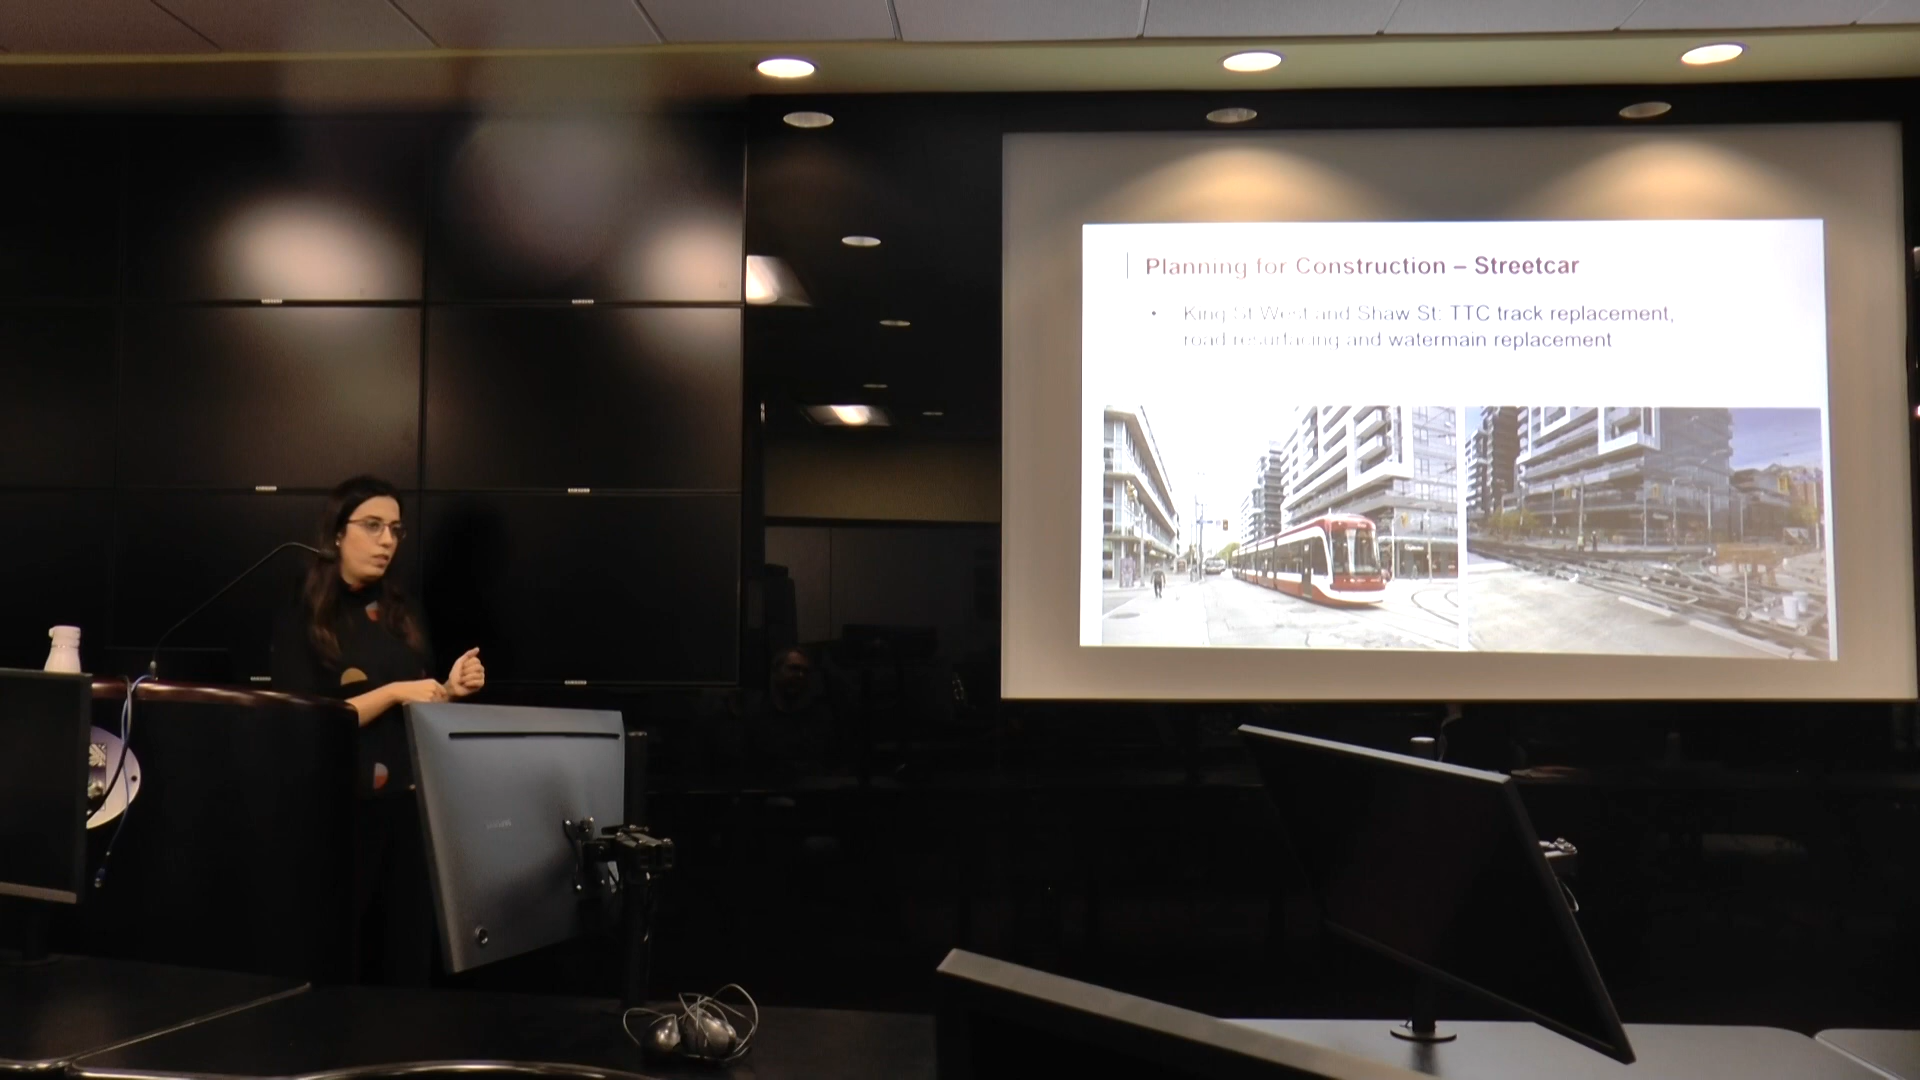 Planning for Construction – Streetcar
• King St West and Shaw St: TTC track replacement,
road resurfacing and watermain replacement